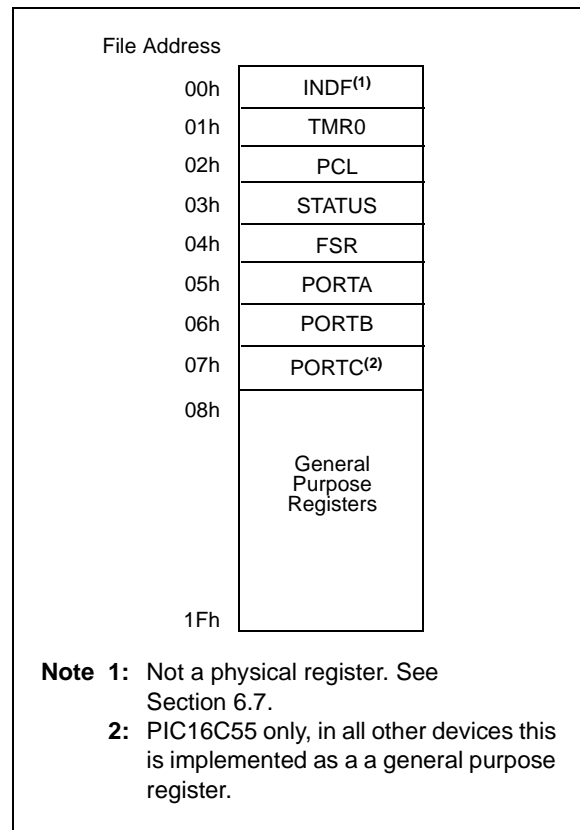 File Address
00h INDF(1)
01h TMR0
02h PCL
03h STATUS
04h FSR
05h PORTA
06h PORTB
07h PORTC(2)
08h
General
Purpose
Registers
1Fh
Note 1: Not a physical register. See
Section 6.7.
2: PIC16C55 only, in all other devices this
is implemented as a a general purpose
register.